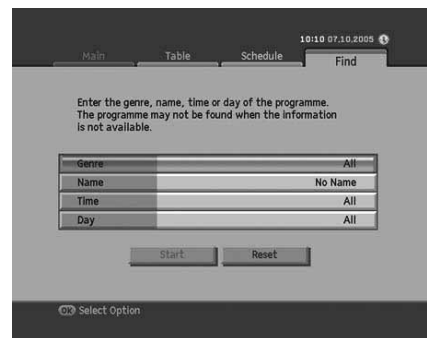 10:10 07.10.2005
Main Table Schedule Find
Enter the genre, name, time or day of the programme.
The programme may not be found when the information
is not available.
Genre All
Name No Name
Time All
Day All
Start Reset
OK Select Option